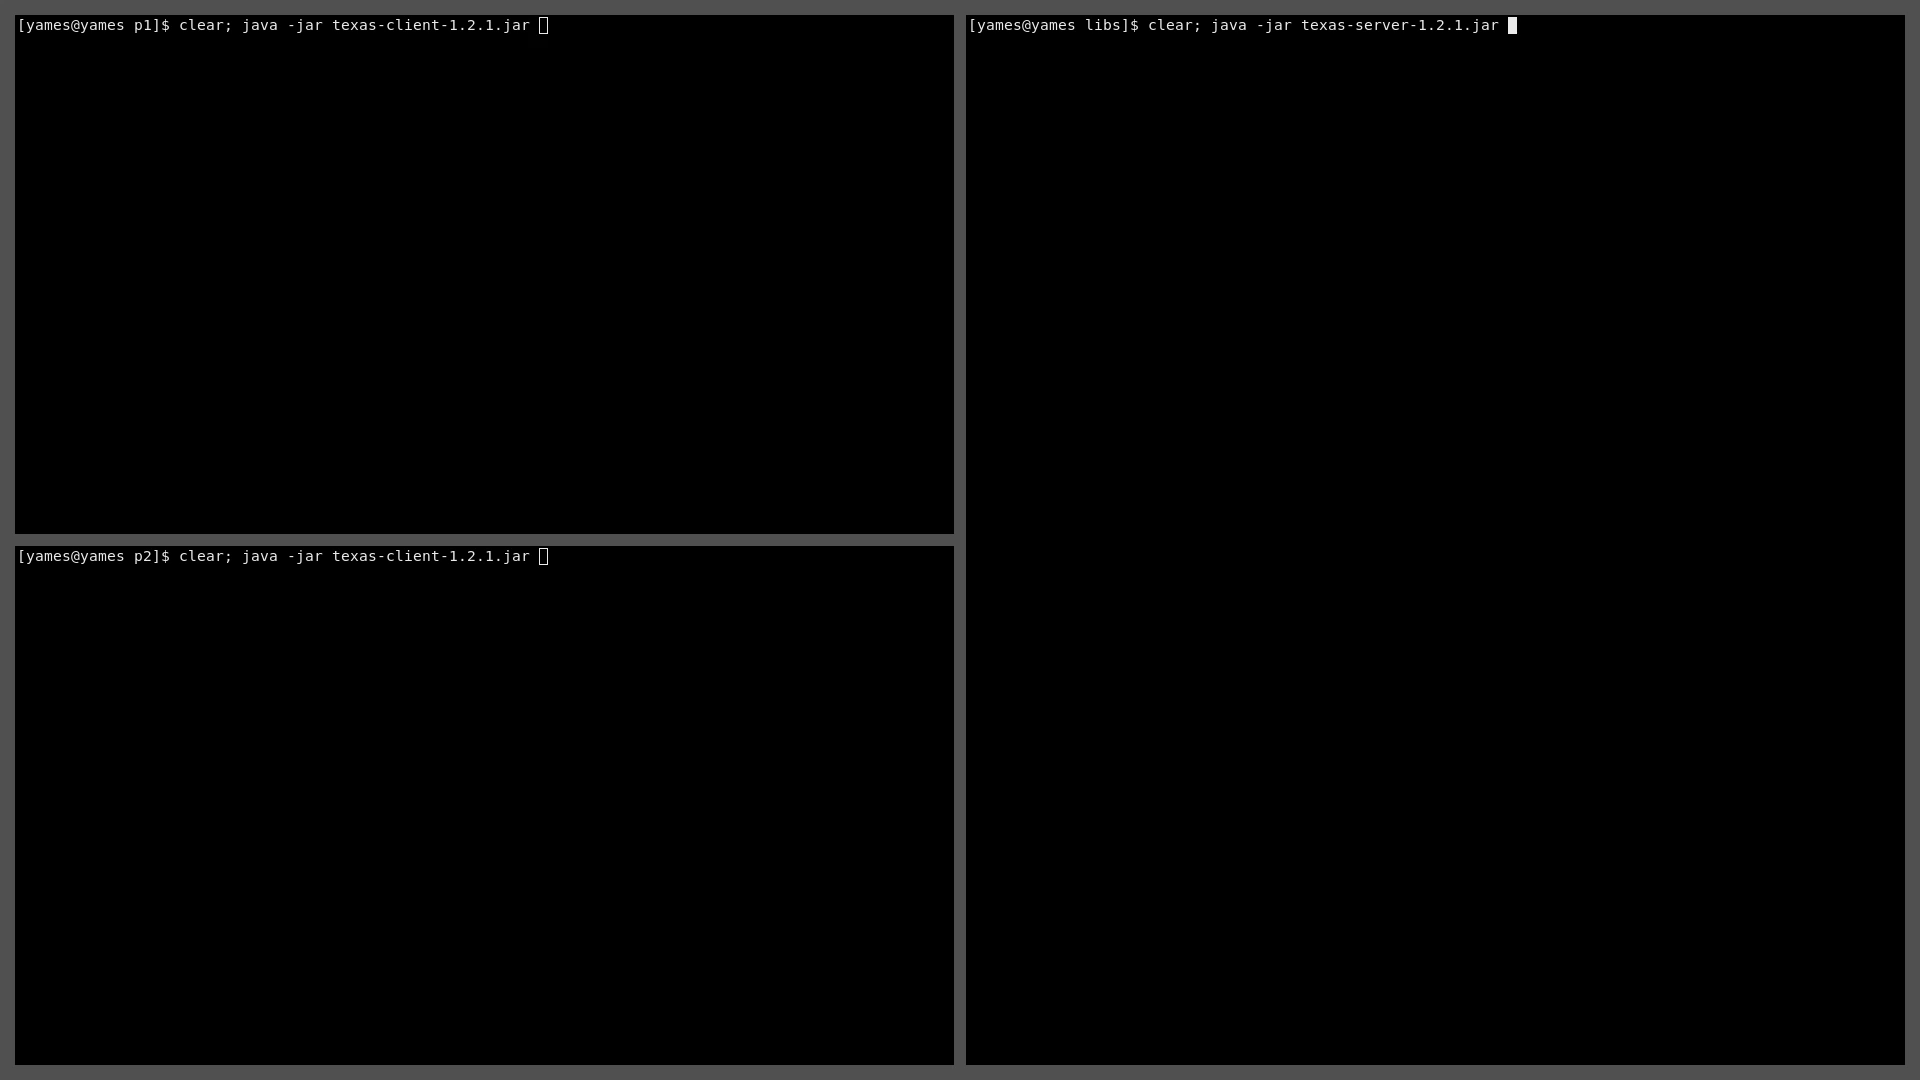 [yames@yames p1]$ clear; java -jar texas-client-1.2.1.jar
[yames@yames p2]$ clear; java -jar texas-client-1.2.1.jar
[yames@yames libs]$ clear; java -jar texas-server-1.2.1.jar